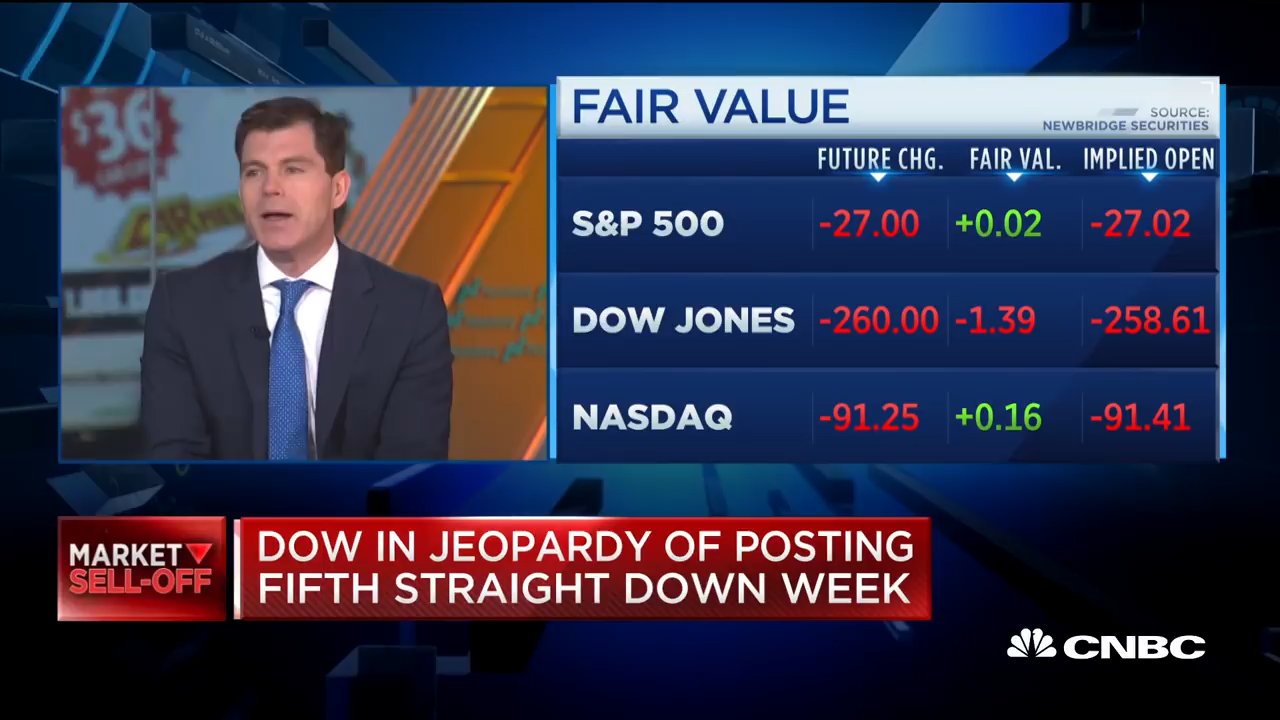 $36
FAIR VALUE
SOURCE:
NEWBRIDGE SECURITIES
FUTURE CHG. FAIR VAL. IMPLIED OPEN
S&P 500 -27.00 +0.02 -27.02
DOW JONES -260.00 -1.39 -258.61
NASDAQ -91.25 +0.16 -91.41
MARKET
SELL-OFF
DOW IN JEOPARDY OF POSTING
FIFTH STRAIGHT DOWN WEEK
CNBC